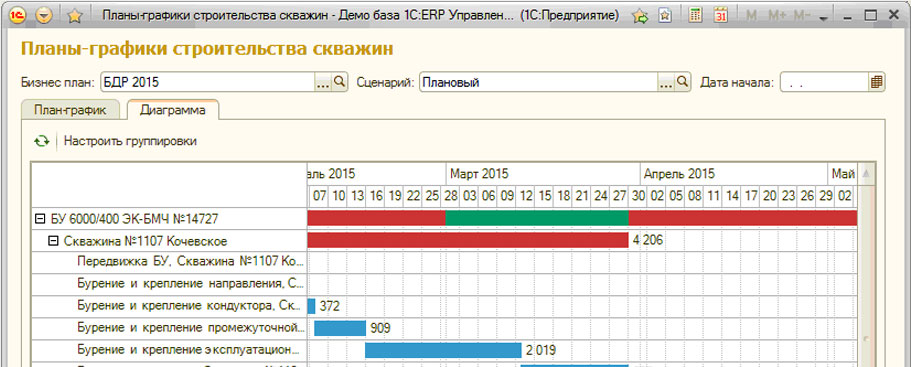 Планы-графики строительства скважин - Демо база 1С:ERP Управлен... (1С:Предприятие)
M M+ M-
Планы-графики строительства скважин
Бизнес план: БДР 2015 ... Сценарий: Плановый ... Дата начала: . .
План-график Диаграмма
Настроить группировки
аль 2015 Март 2015 Апрель 2015 Май
07 10 13 16 19 22 25 28 03 06 09 12 15 18 21 24 27 30 02 05 08 11 14 17 20 23 26 29 02
БУ 6000/400 ЭК-БМЧ №14727
Скважина №1107 Кочевское 4 206
Передвижка БУ, Скважина №1107 Ко...
Бурение и крепление направления, С...
Бурение и крепление кондуктора, Ск... 372
Бурение и крепление промежуточной... 909
Бурение и крепление эксплуатацион... 2 019